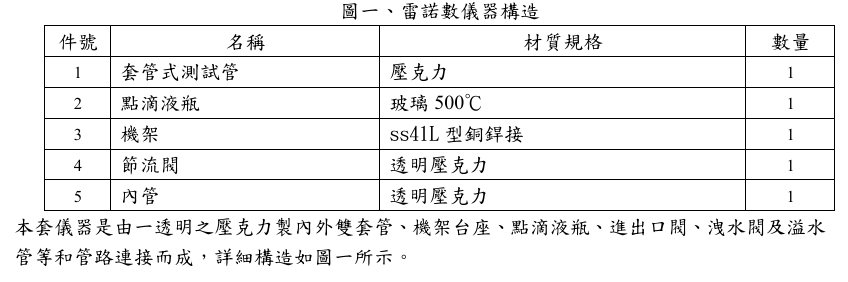 圖一、雷諾數儀器構造
件號 名稱 材質規格 數量
1 套管式測試管 壓克力 1
2 點滴液瓶 玻璃 500℃ 1
3 機架 ss41L 型銅銲接 1
4 節流閥 透明壓克力 1
5 內管 透明壓克力 1
本套儀器是由一透明之壓克力製內外雙套管、機架台座、點滴液瓶、進出口閥、洩水閥及溢水
管等和管路連接而成，詳細構造如圖一所示。